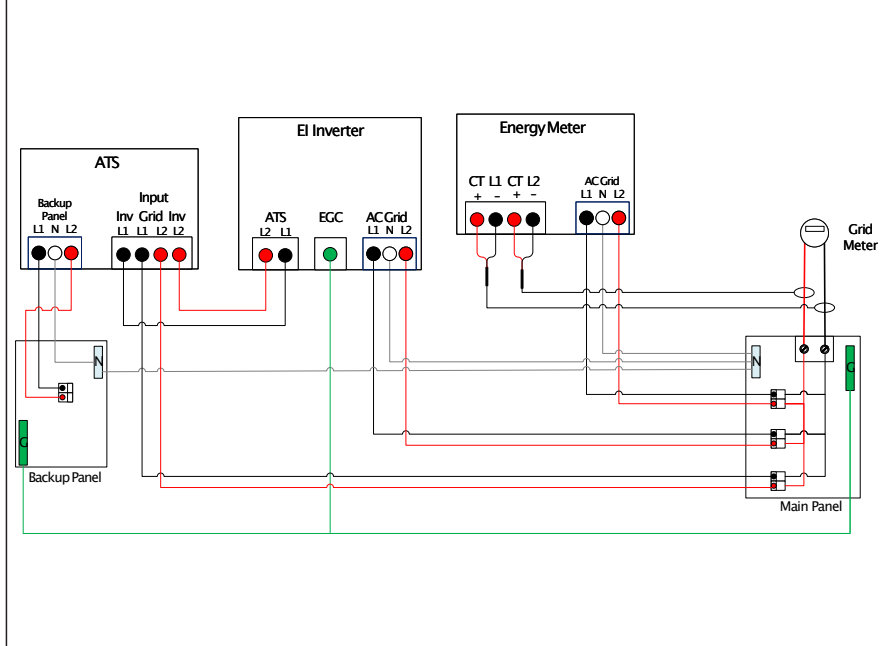 EI Inverter
Energy Meter
ATS
CT L1 CT L2
+ − + −
AC Grid
L1 N L2
Input
Backup
Panel
L1 N L2
Inv Grid Inv
L1 L1 L2 L2
ATS
L2 L1
EGC
AC Grid
L1 N L2
Grid
Meter
N
N
G
G
Backup Panel
Main Panel